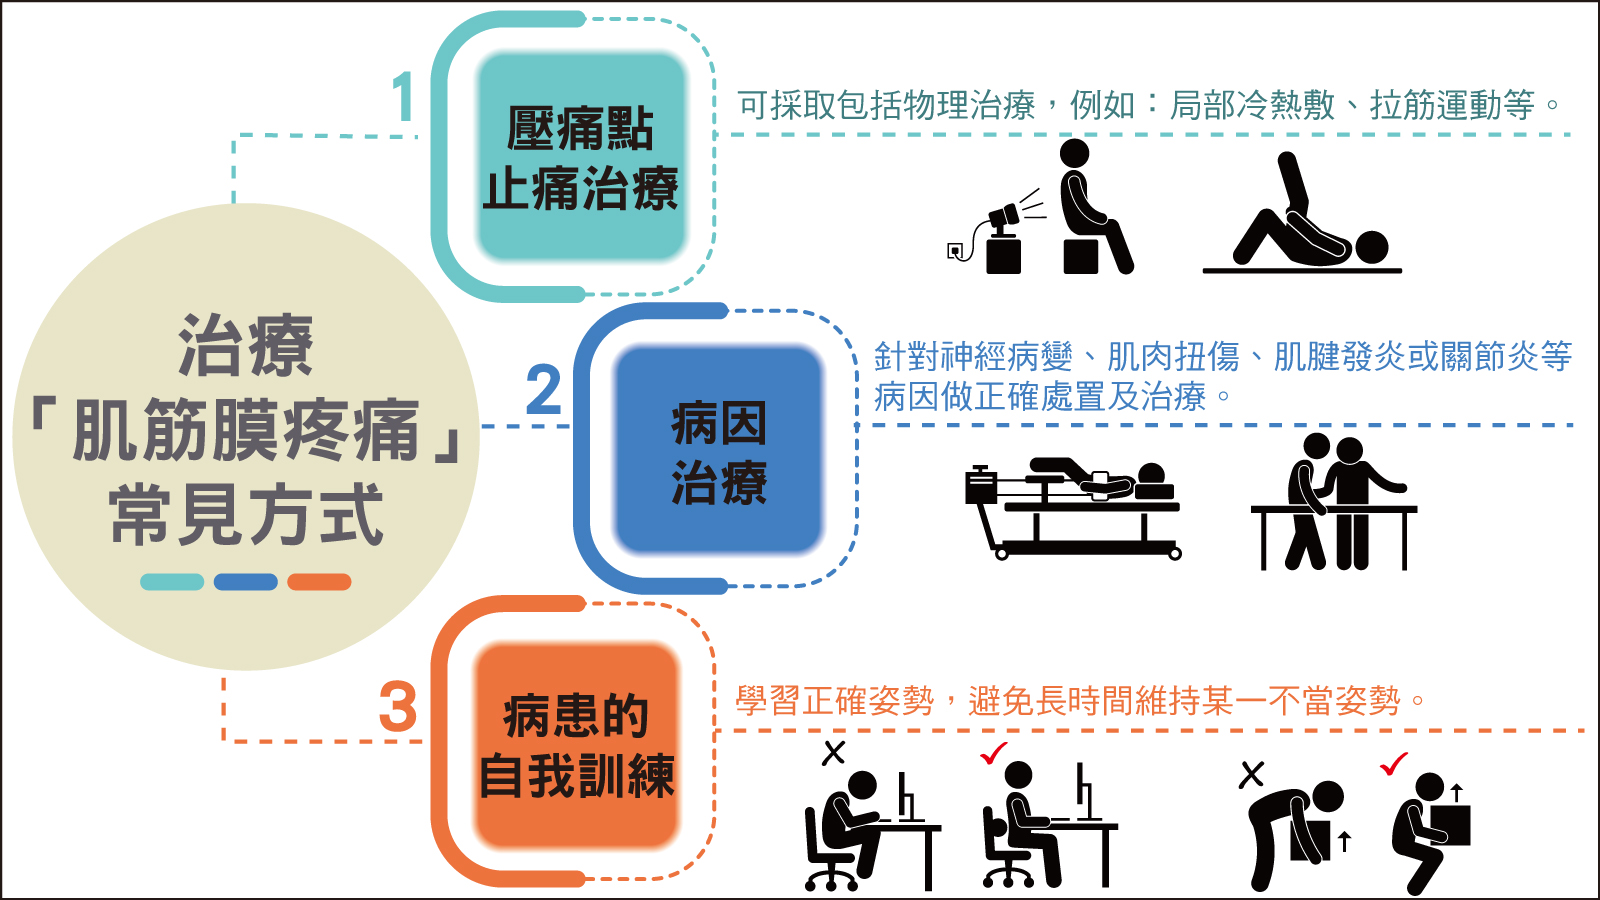 治療
「肌筋膜疼痛」
常見方式
1
壓痛點
止痛治療
可採取包括物理治療，例如：局部冷熱敷、拉筋運動等。
2
病因
治療
針對神經病變、肌肉扭傷、肌腱發炎或關節炎等
病因做正確處置及治療。
3
病患的
自我訓練
學習正確姿勢，避免長時間維持某一不當姿勢。